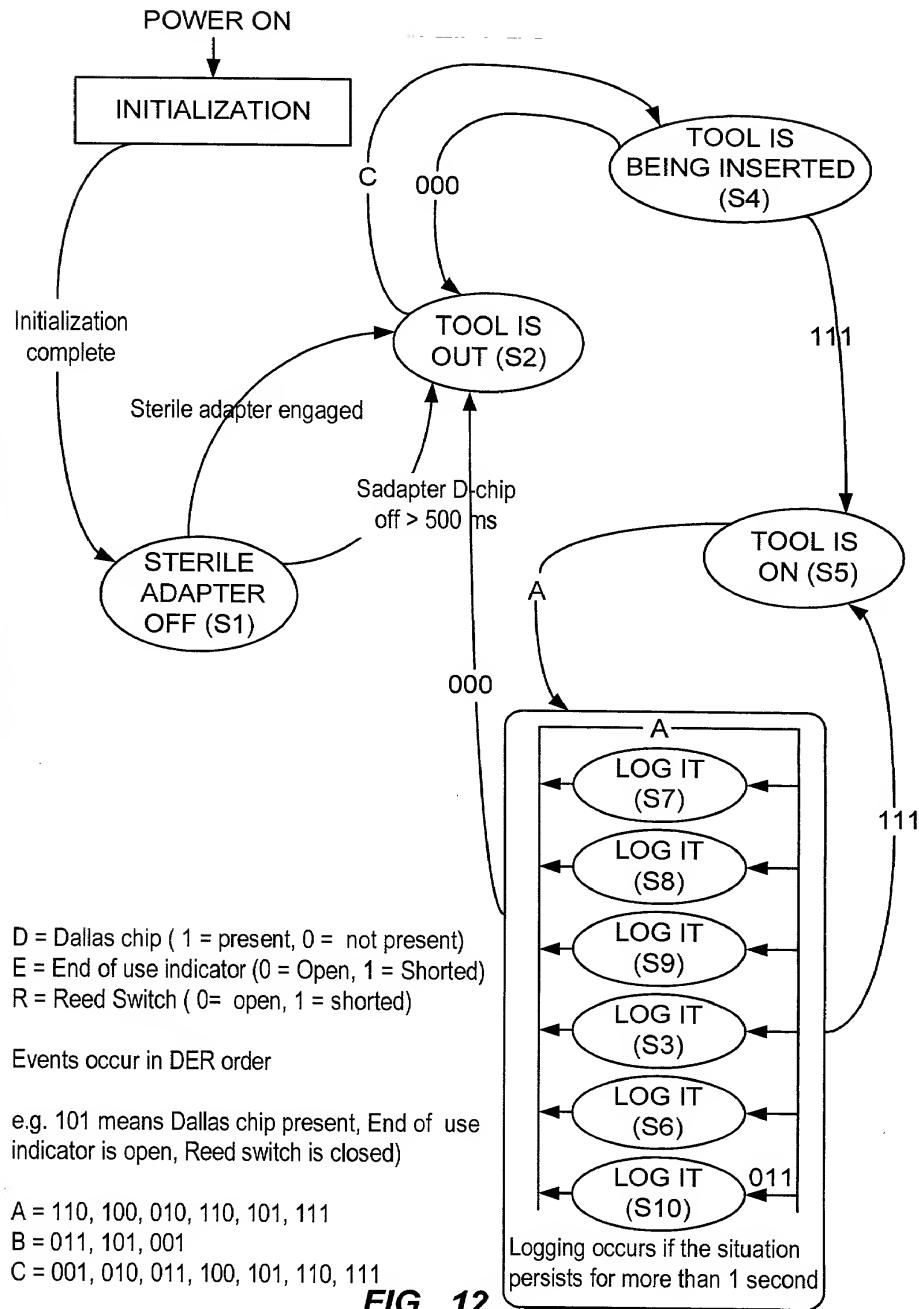 POWER ON
INITIALIZATION
TOOL IS
BEING INSERTED
(S4)
C
000
Initialization
complete
TOOL IS
OUT (S2)
111
Sterile adapter engaged
Sadapter D-chip
off > 500 ms
STERILE
ADAPTER
OFF (S1)
TOOL IS
ON (S5)
A
000
A
LOG IT
(S7)
111
LOG IT
(S8)
LOG IT
(S9)
LOG IT
(S3)
LOG IT
(S6)
LOG IT
(S10)
011
Logging occurs if the situation
persists for more than 1 second
D = Dallas chip ( 1 = present, 0 = not present)
E = End of use indicator (0 = Open, 1 = Shorted)
R = Reed Switch ( 0= open, 1 = shorted)
Events occur in DER order
e.g. 101 means Dallas chip present, End of use
indicator is open, Reed switch is closed)
A = 110, 100, 010, 110, 101, 111
B = 011, 101, 001
C = 001, 010, 011, 100, 101, 110, 111
FIG. 12